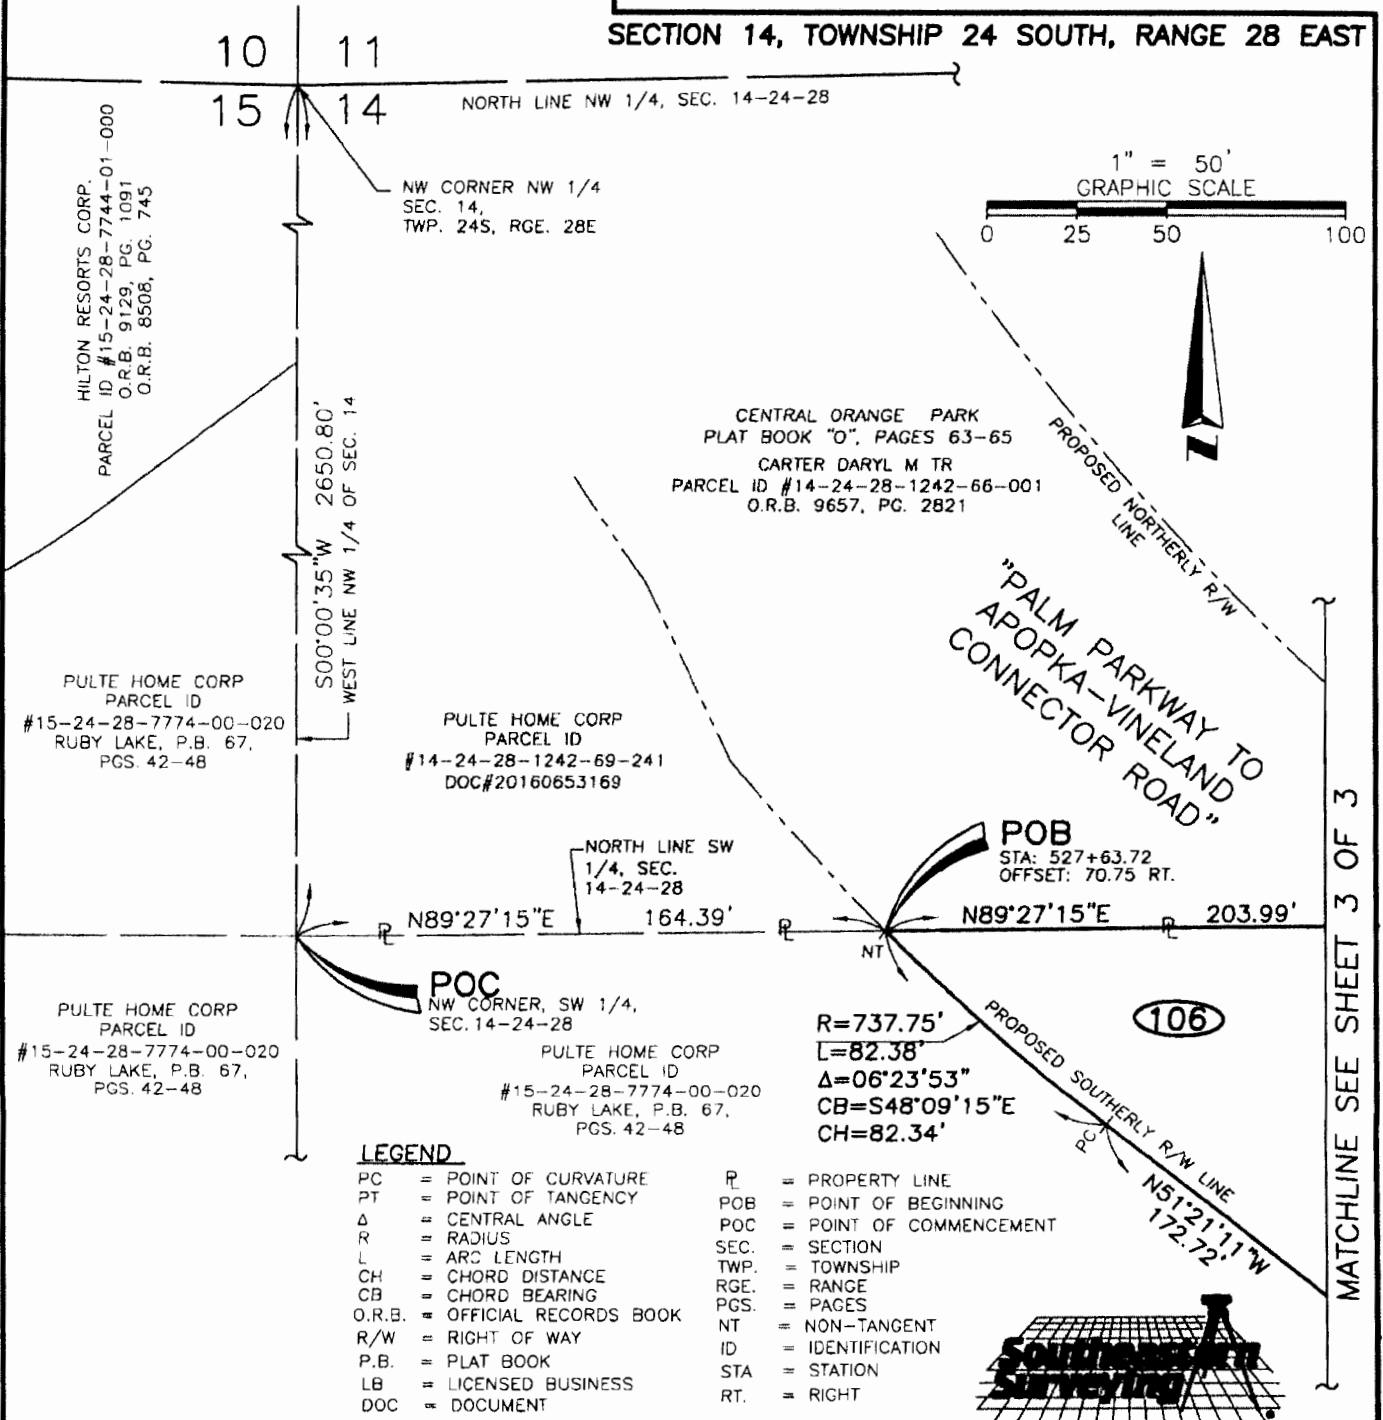 SECTION 14, TOWNSHIP 24 SOUTH, RANGE 28 EAST
10 11
15 14
NORTH LINE NW 1/4, SEC. 14-24-28
NW CORNER NW 1/4
SEC. 14,
TWP. 24S, RGE. 28E
1" = 50'
GRAPHIC SCALE
0 25 50 100
HILTON RESORTS CORP.
PARCEL ID #15-24-28-7744-01-000
O.R.B. 9129, PG. 1091
O.R.B. 8508, PG. 745
S00°00'35"W 2650.80'
WEST LINE NW 1/4 OF SEC. 14
CENTRAL ORANGE PARK
PLAT BOOK "O", PAGES 63-65
CARTER DARYL M TR
PARCEL ID #14-24-28-1242-66-001
O.R.B. 9657, PG. 2821
PROPOSED NORTHERLY R/W
LINE
"PALM PARKWAY TO
APOPKA-VINELAND
CONNECTOR ROAD"
PULTE HOME CORP
PARCEL ID
#15-24-28-7774-00-020
RUBY LAKE, P.B. 67,
PGS. 42-48
PULTE HOME CORP
PARCEL ID
#14-24-28-1242-69-241
DOC#20160653169
NORTH LINE SW
1/4, SEC.
14-24-28
POB
STA: 527+63.72
OFFSET: 70.75 RT.
N89°27'15"E 164.39'
PL
PL
N89°27'15"E
PL
203.99'
NT
POC
NW CORNER, SW 1/4,
SEC. 14-24-28
PULTE HOME CORP
PARCEL ID
#15-24-28-7774-00-020
RUBY LAKE, P.B. 67,
PGS. 42-48
PULTE HOME CORP
PARCEL ID
#15-24-28-7774-00-020
RUBY LAKE, P.B. 67,
PGS. 42-48
R=737.75'
L=82.38'
Δ=06°23'53"
CB=S48°09'15"E
CH=82.34'
PROPOSED SOUTHERLY R/W LINE
106
PC
N51°21'11"W
172.72'
MATCHLINE SEE SHEET 3 OF 3
LEGEND
PC = POINT OF CURVATURE
PT = POINT OF TANGENCY
Δ = CENTRAL ANGLE
R = RADIUS
L = ARC LENGTH
CH = CHORD DISTANCE
CB = CHORD BEARING
O.R.B. = OFFICIAL RECORDS BOOK
R/W = RIGHT OF WAY
P.B. = PLAT BOOK
LB = LICENSED BUSINESS
DOC = DOCUMENT
PL = PROPERTY LINE
POB = POINT OF BEGINNING
POC = POINT OF COMMENCEMENT
SEC. = SECTION
TWP. = TOWNSHIP
RGE. = RANGE
PGS. = PAGES
NT = NON-TANGENT
ID = IDENTIFICATION
STA = STATION
RT. = RIGHT
Southeastern
Surveying